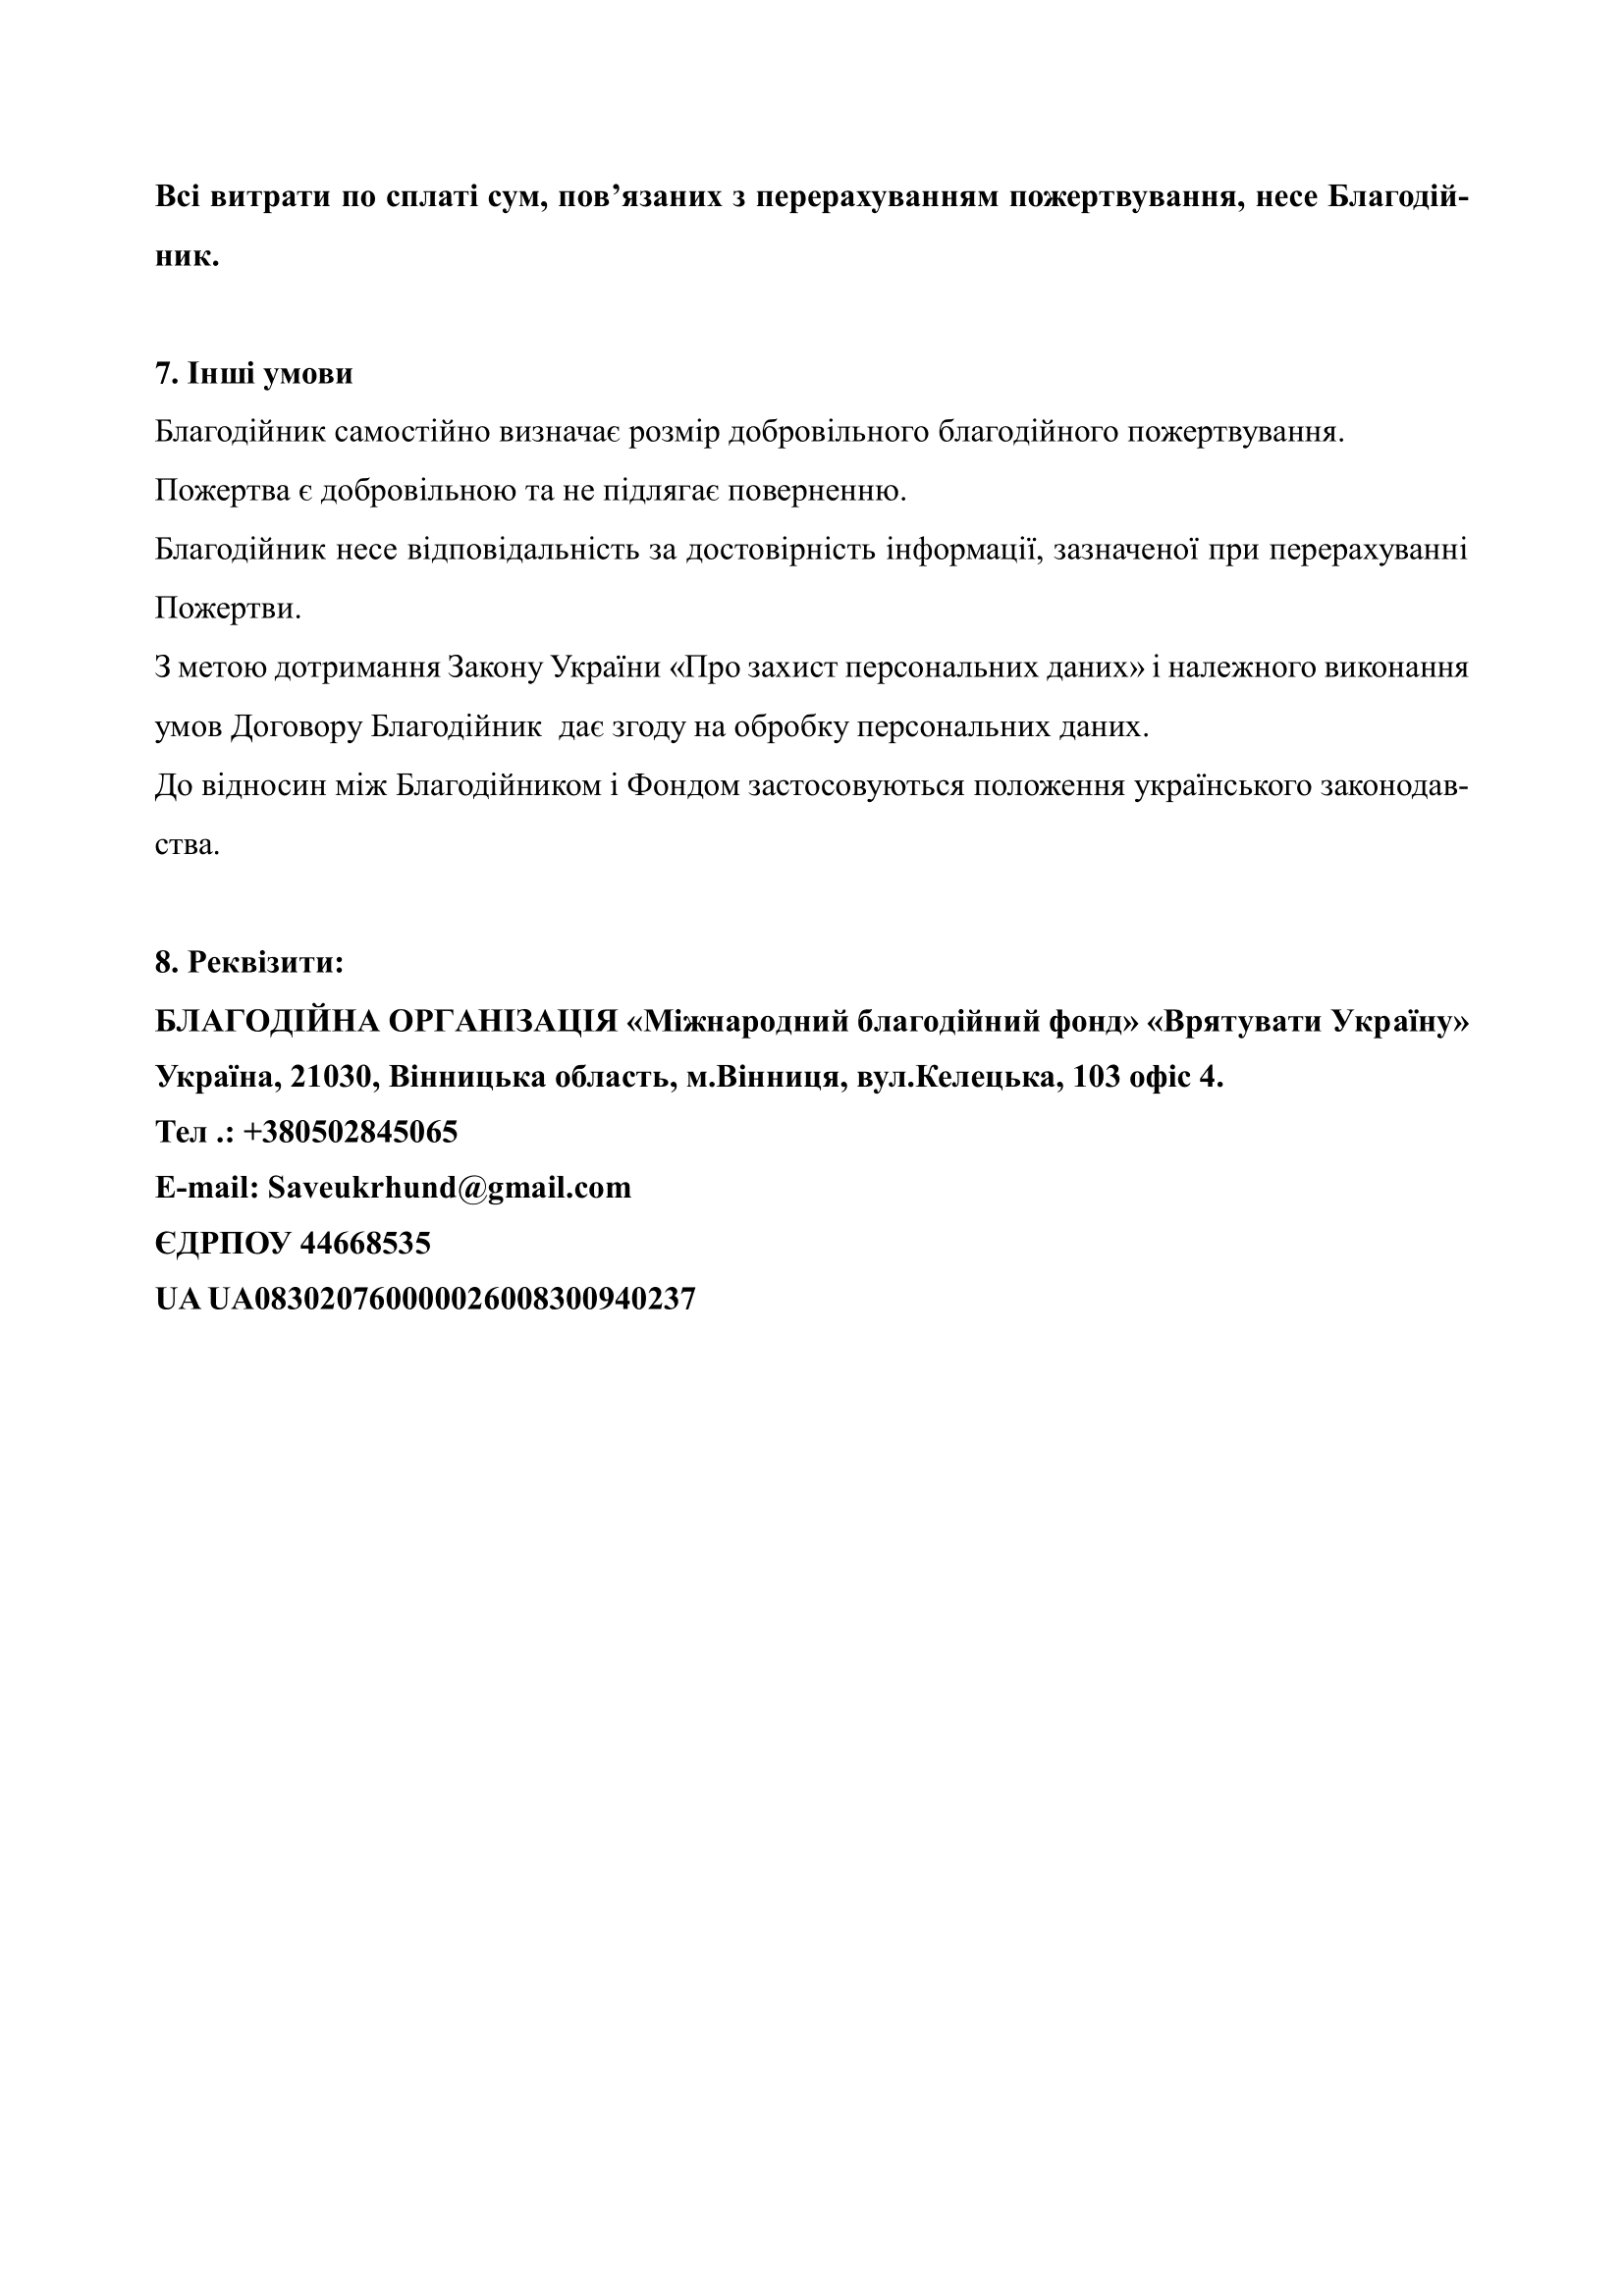 Всі витрати по сплаті сум, пов’язаних з перерахуванням пожертвування, несе Благодій-
ник.
7. Інші умови
Благодійник самостійно визначає розмір добровільного благодійного пожертвування.
Пожертва є добровільною та не підлягає поверненню.
Благодійник несе відповідальність за достовірність інформації, зазначеної при перерахуванні
Пожертви.
З метою дотримання Закону України «Про захист персональних даних» і належного виконання
умов Договору Благодійник  дає згоду на обробку персональних даних.
До відносин між Благодійником і Фондом застосовуються положення українського законодав-
ства.
8. Реквізити:
БЛАГОДІЙНА ОРГАНІЗАЦІЯ «Міжнародний благодійний фонд» «Врятувати Україну»
Україна, 21030, Вінницька область, м.Вінниця, вул.Келецька, 103 офіс 4.
Тел .: +380502845065
E-mail: Saveukrhund@gmail.com
ЄДРПОУ 44668535
UA UA083020760000026008300940237